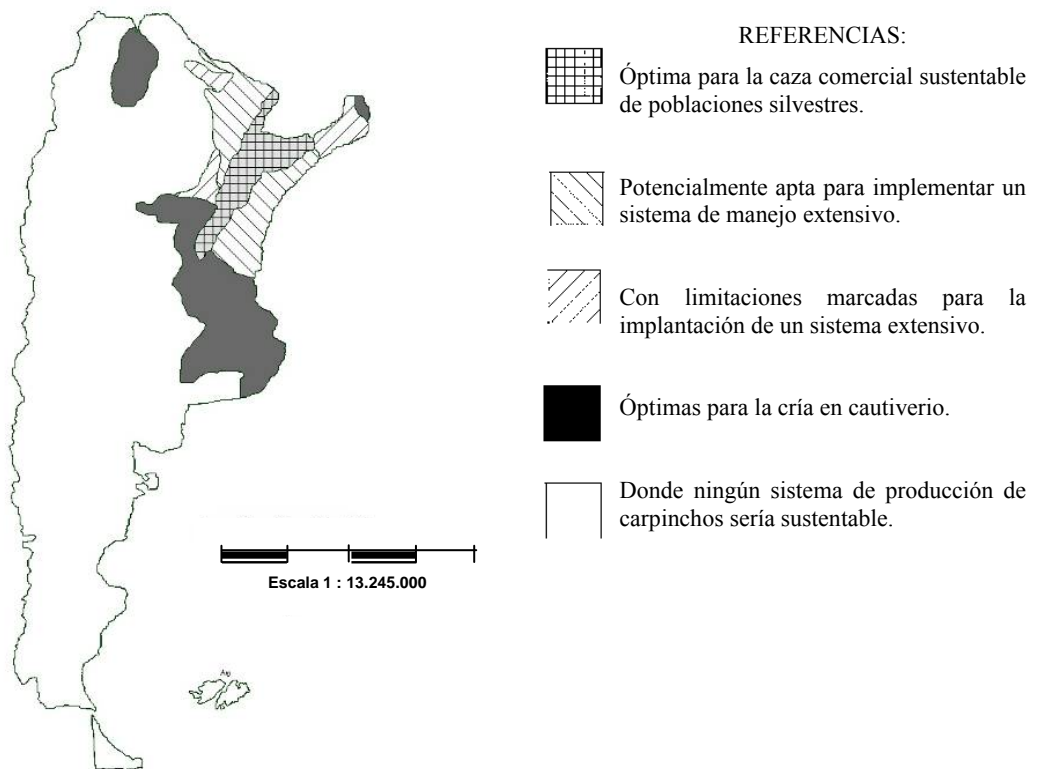 REFERENCIAS:
Óptima para la caza comercial sustentable
de poblaciones silvestres.
Potencialmente apta para implementar un
sistema de manejo extensivo.
Con limitaciones marcadas para la
implantación de un sistema extensivo.
Óptimas para la cría en cautiverio.
Donde ningún sistema de producción de
carpinchos sería sustentable.
Escala 1 : 13.245.000